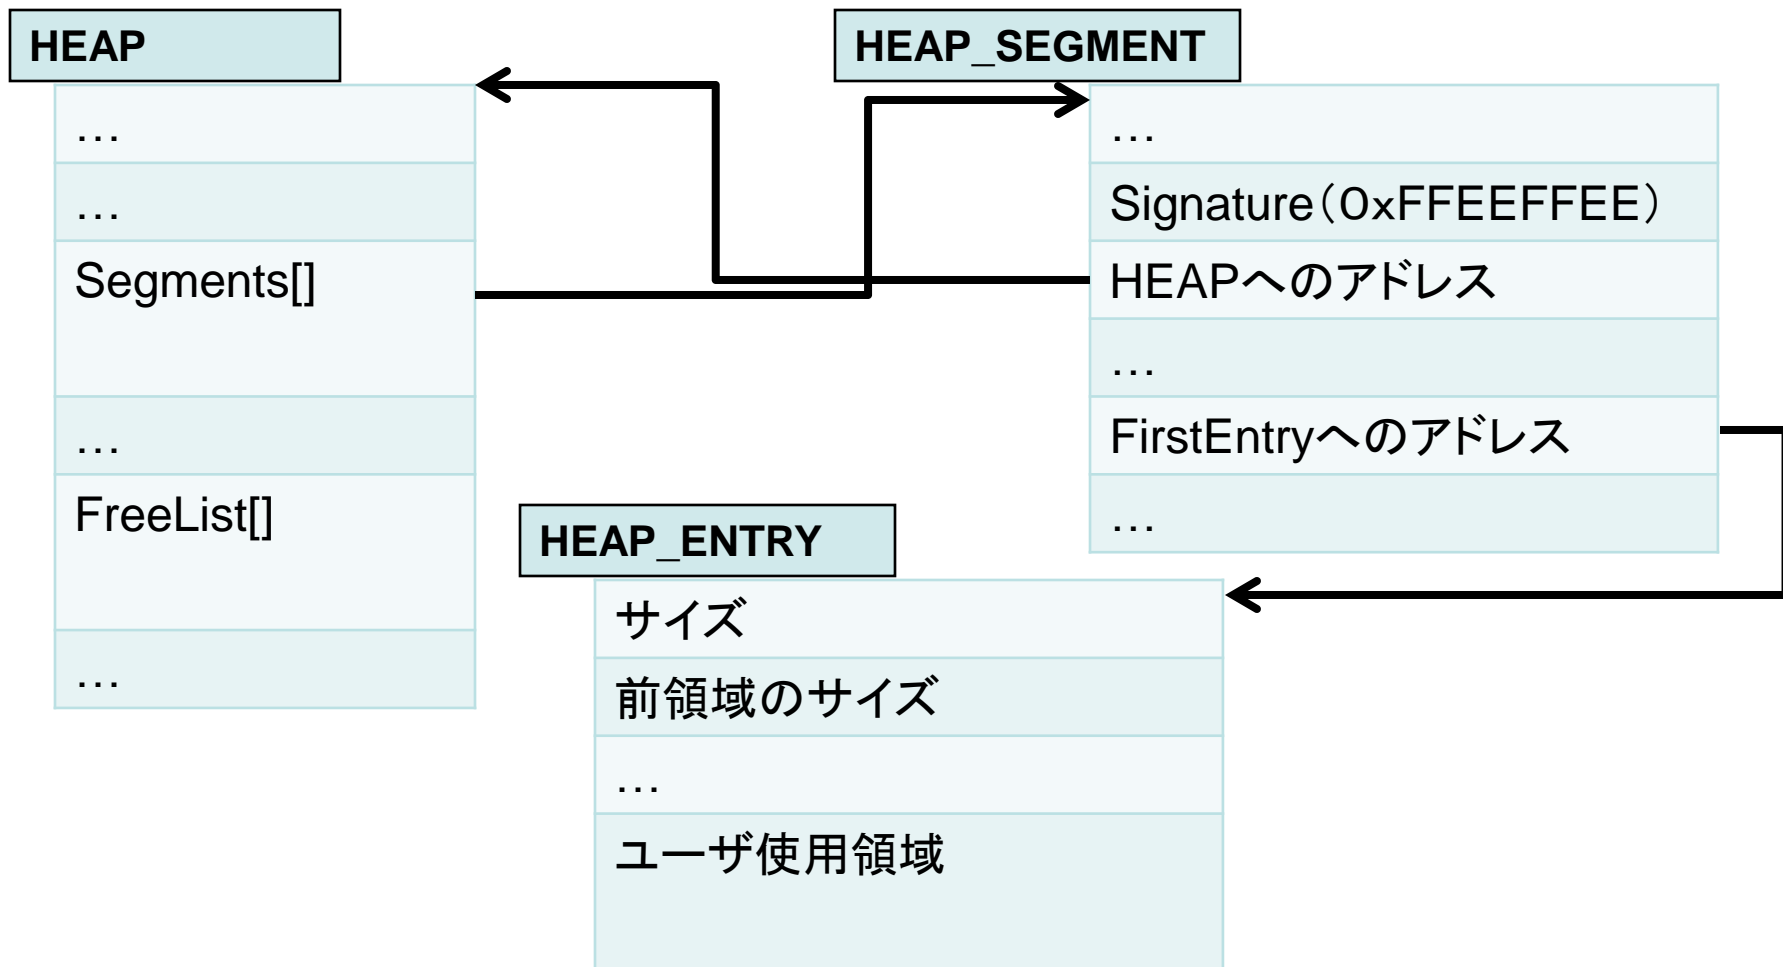 HEAP
…
…
Segments[]
…
FreeList[]
…
HEAP_SEGMENT
…
Signature（0xFFEEFFEE）
HEAPへのアドレス
…
FirstEntryへのアドレス
…
HEAP_ENTRY
サイズ
前領域のサイズ
…
ユーザ使用領域